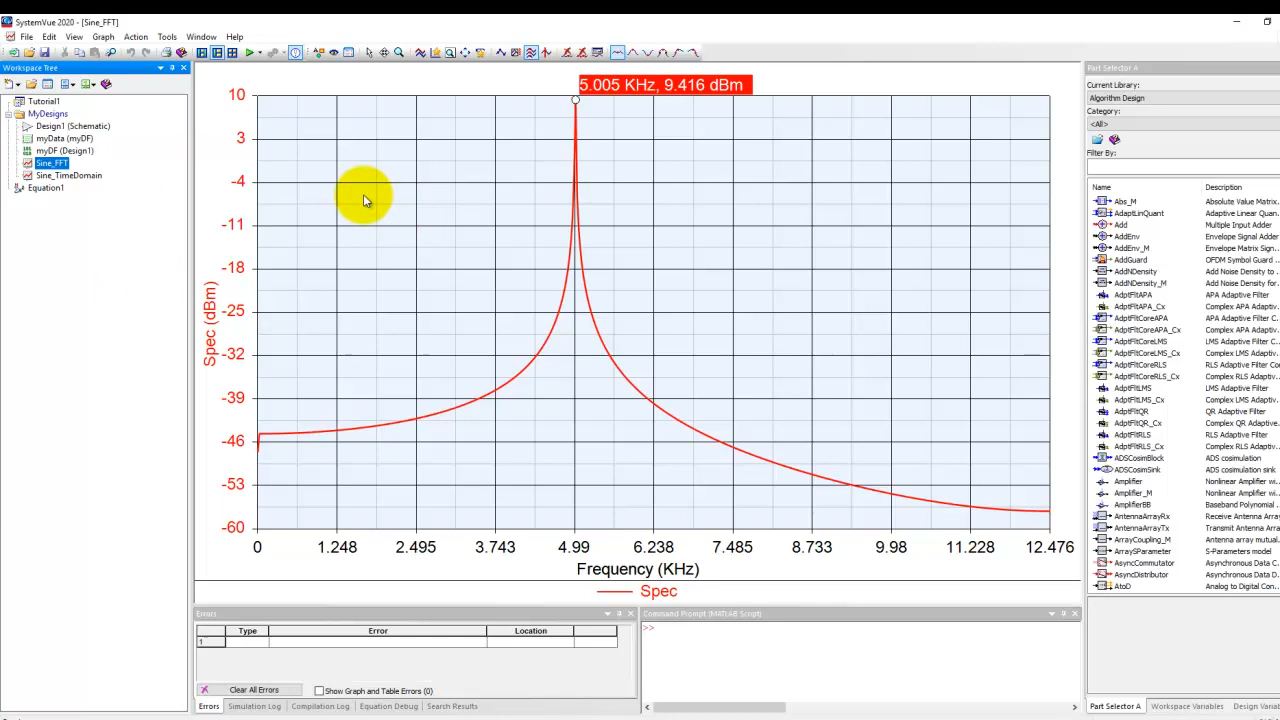 SystemVue 2020 - [Sine_FFT]
File Edit View Graph Action Tools Window Help
Workspace Tree
Tutorial1
MyDesigns
Design1 (Schematic)
myData (myDF)
myDF (Design1)
Sine_FFT
Sine_TimeDomain
Equation1
5.005 KHz, 9.416 dBm
10
3
-4
-11
-18
-25
-32
-39
-46
-53
-60
Spec (dBm)
0 1.248 2.495 3.743 4.99 6.238 7.485 8.733 9.98 11.228 12.476
Frequency (KHz)
Spec
Errors
Type Error Location
1
Clear All Errors
Show Graph and Table Errors (0)
Errors Simulation Log Compilation Log Equation Debug Search Results
Command Prompt (MATLAB Script)
>>
Part Selector A
Current Library:
Algorithm Design
Category:
<All>
Filter By:
Name Description
Abs_M Absolute Value Matrix...
AdaptLinQuant Adaptive Linear Quan...
Add Multiple Input Adder
AddEnv Envelope Signal Adder
AddEnv_M Envelope Matrix Sign...
AddGuard OFDM Symbol Guard ...
AddNDensity Add Noise Density to ...
AddNDensity_M Add Noise Density for...
AdptFltAPA APA Adaptive Filter
AdptFltAPA_Cx Complex APA Adaptiv...
AdptFltCoreAPA APA Adaptive Filter C...
AdptFltCoreAPA_Cx Complex APA Adaptiv...
AdptFltCoreLMS LMS Adaptive Filter C...
AdptFltCoreLMS_Cx Complex LMS Adaptiv...
AdptFltCoreRLS RLS Adaptive Filter C...
AdptFltCoreRLS_Cx Complex RLS Adaptiv...
AdptFltLMS LMS Adaptive Filter
AdptFltLMS_Cx Complex LMS Adaptiv...
AdptFltQR QR Adaptive Filter
AdptFltQR_Cx Complex QR Adaptive...
AdptFltRLS RLS Adaptive Filter
AdptFltRLS_Cx Complex RLS Adaptiv...
ADSCosimBlock ADS cosimulation
ADSCosimSink ADS cosimulation sink
Amplifier Nonlinear Amplifier wi...
Amplifier_M Nonlinear Amplifier wi...
AmplifierBB Baseband Polynomial ...
AntennaArrayRx Receive Antenna Array...
AntennaArrayTx Transmit Antenna Arra...
ArrayCoupling_M Antenna array mutual...
ArraySParameter S-Parameters model
AsyncCommutator Asynchronous Data C...
AsyncDistributor Asynchronous Data D...
AtoD Analog to Digital Con...
Part Selector A Workspace Variables Design Varia